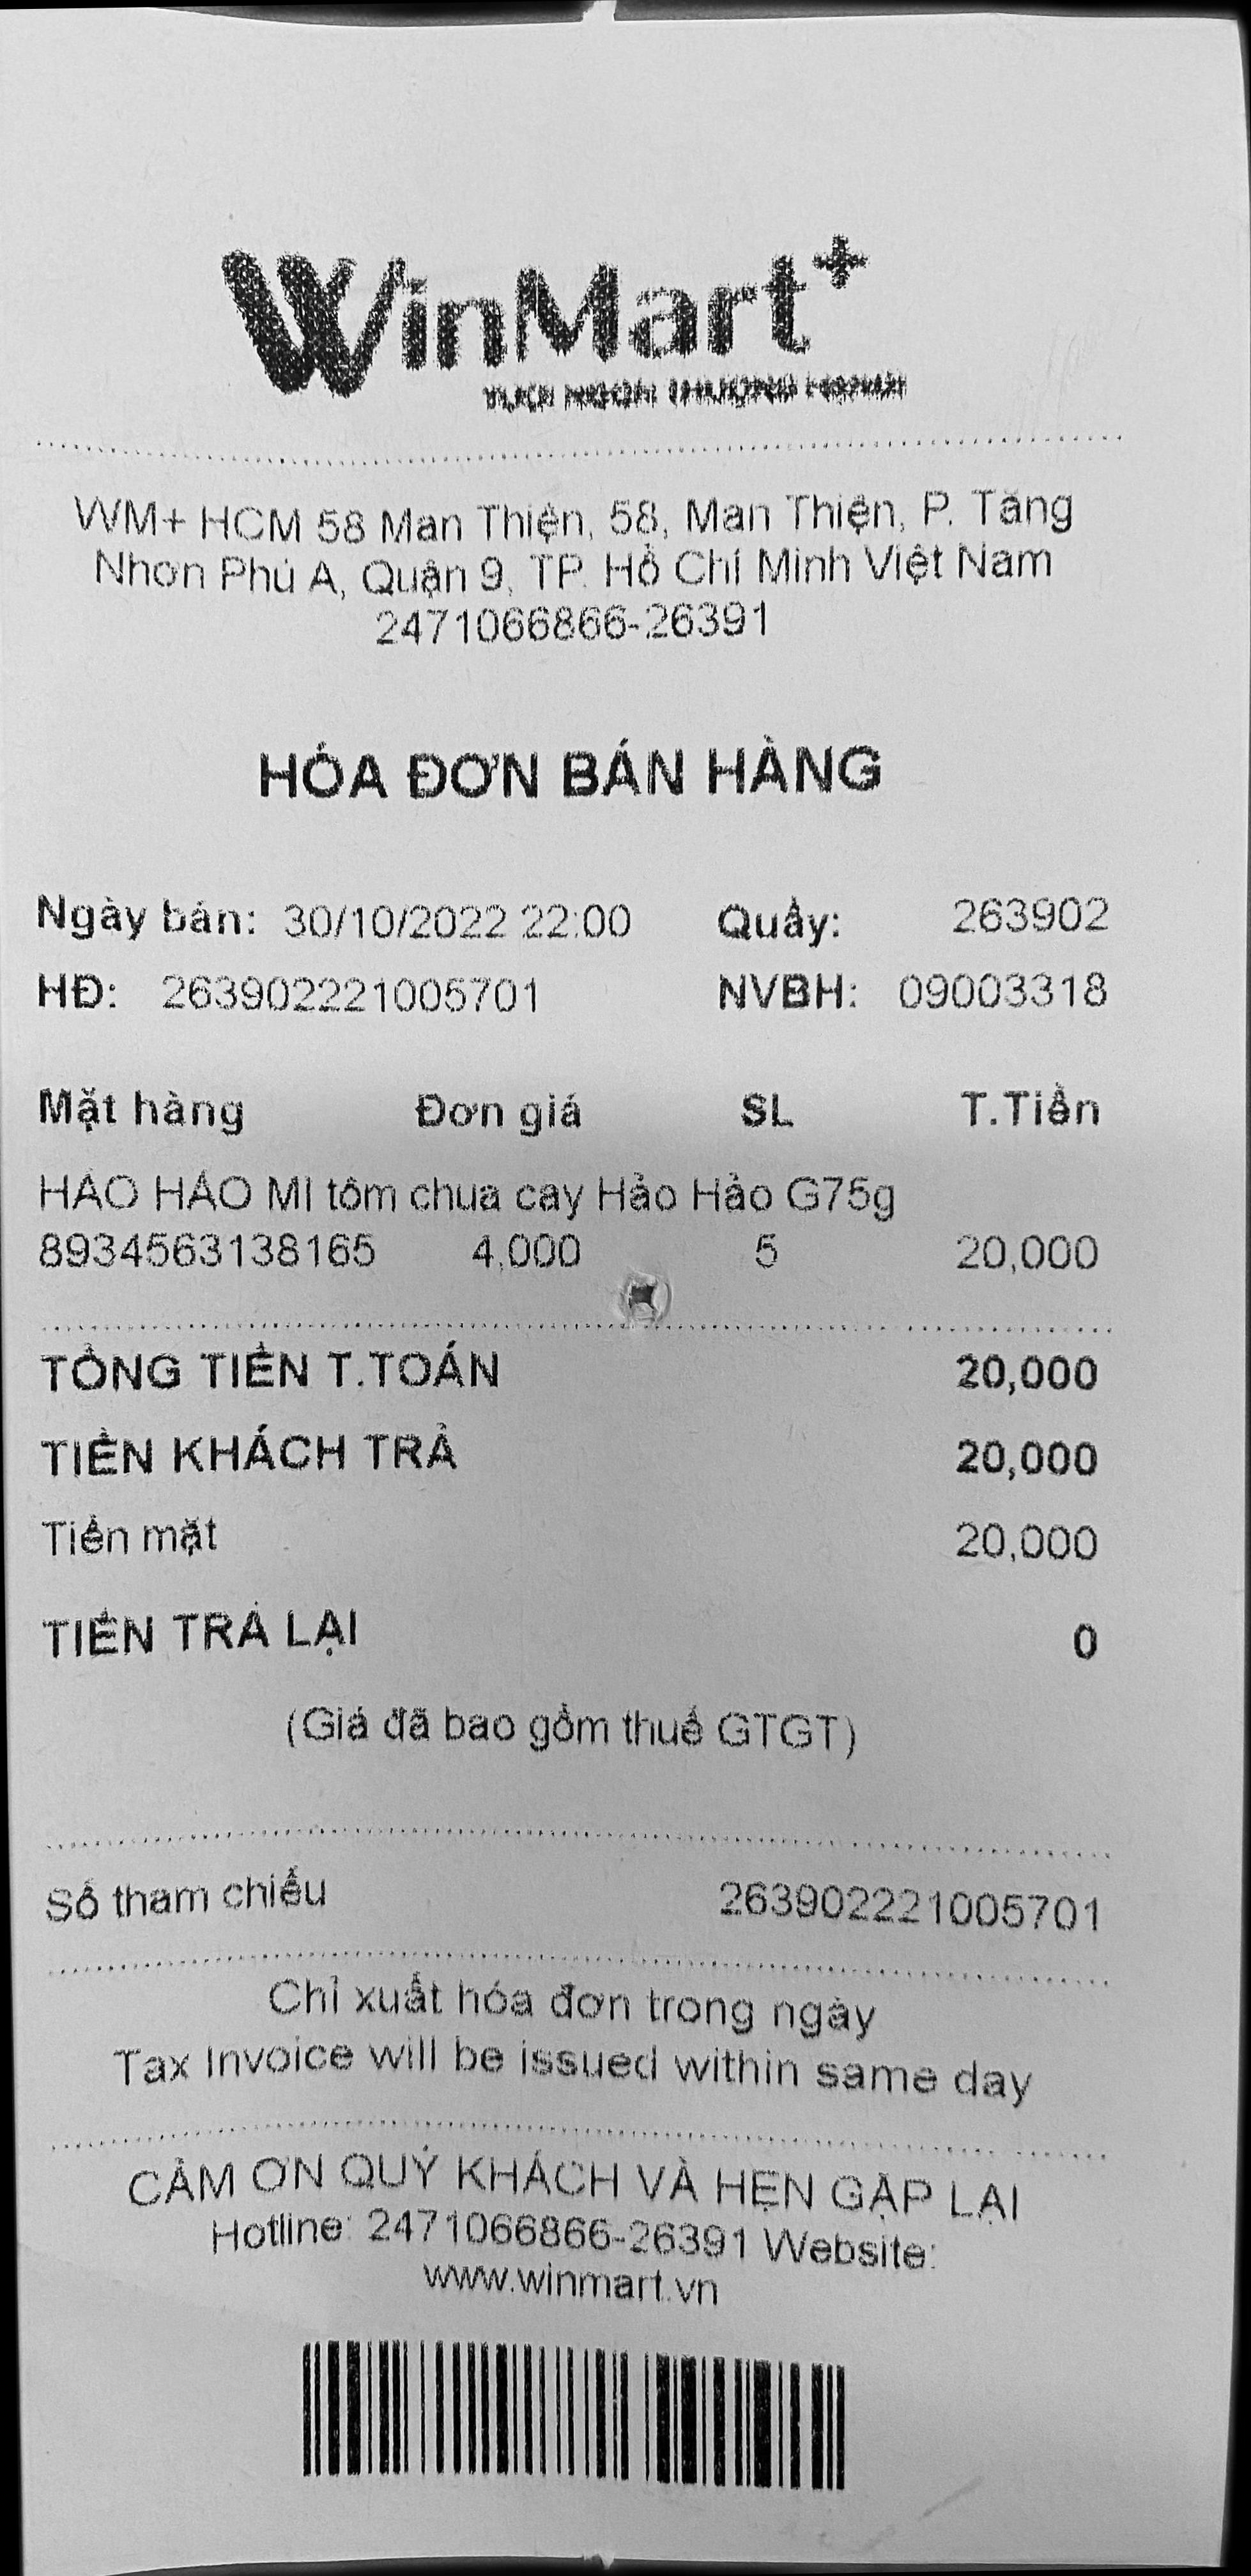 WinMart+
WM+ HCM 58 Man Thiện, 58, Man Thiện, P. Tăng
Nhơn Phú A, Quận 9, TP. Hồ Chí Minh Việt Nam
2471066866-26391
HÓA ĐƠN BÁN HÀNG
Ngày bán: 30/10/2022 22:00 Quầy: 263902
HĐ: 263902221005701 NVBH: 09003318
Mặt hàng Đơn giá SL T.Tiền
HẢO HẢO MI tôm chua cay Hảo Hảo G75g
8934563138165 4,000 5 20,000
TỔNG TIỀN T.TOÁN 20,000
TIỀN KHÁCH TRẢ 20,000
Tiền mặt 20,000
TIỀN TRẢ LẠI 0
(Giá đã bao gồm thuế GTGT)
Số tham chiếu 263902221005701
Chỉ xuất hóa đơn trong ngày
Tax Invoice will be issued within same day
CẢM ƠN QUÝ KHÁCH VÀ HẸN GẶP LẠI
Hotline: 2471066866-26391 Website:
www.winmart.vn